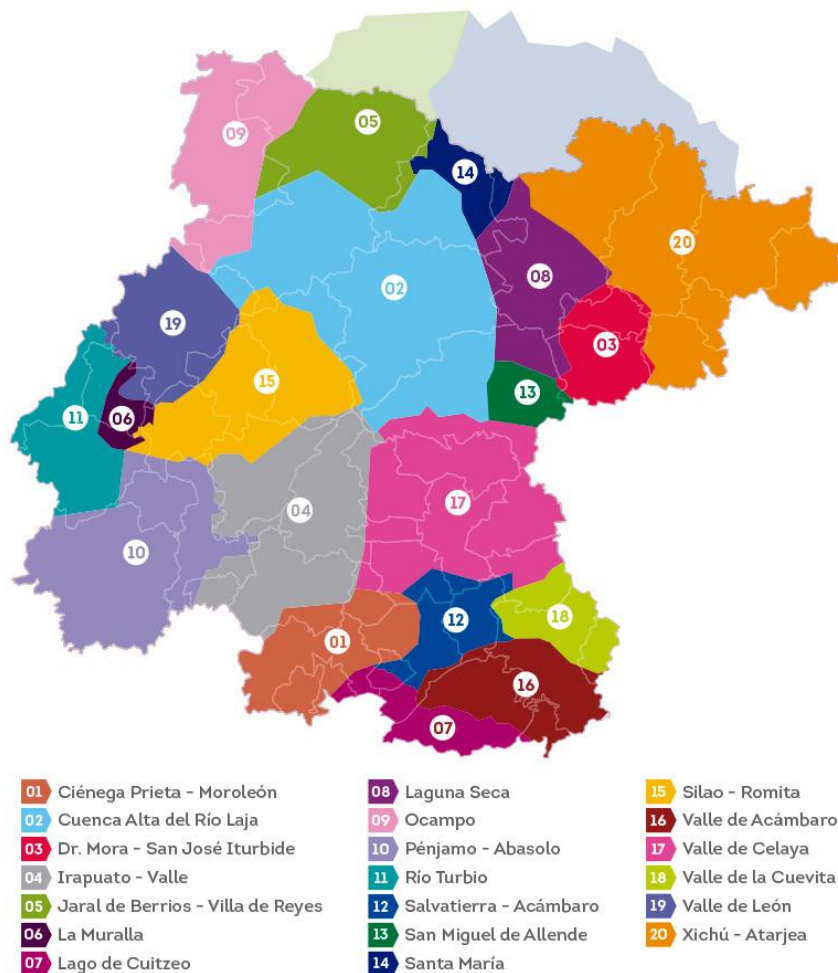 09
05
14
20
02
08
19
03
15
13
11
06
04
17
10
12
18
01
16
07
01 Ciénega Prieta - Moroleón
02 Cuenca Alta del Río Laja
03 Dr. Mora - San José Iturbide
04 Irapuato - Valle
05 Jaral de Berrios - Villa de Reyes
06 La Muralla
07 Lago de Cuitzeo
08 Laguna Seca
09 Ocampo
10 Pénjamo - Abasolo
11 Río Turbio
12 Salvatierra - Acámbaro
13 San Miguel de Allende
14 Santa María
15 Silao - Romita
16 Valle de Acámbaro
17 Valle de Celaya
18 Valle de la Cuevita
19 Valle de León
20 Xichú - Atarjea